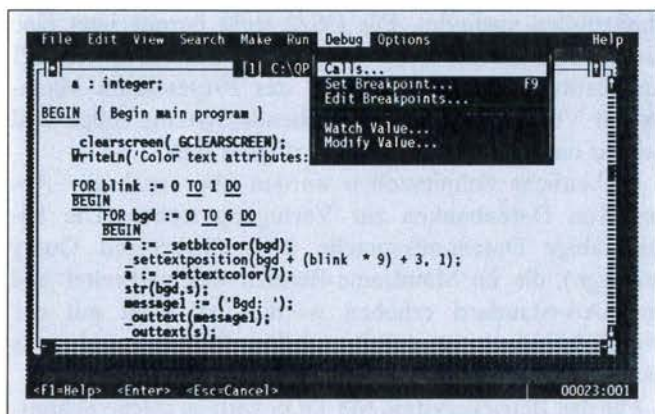 File Edit View Search Make Run Debug Options Help
[1] C:\QP
Calls...
Set Breakpoint... F9
Edit Breakpoints...
Watch Value...
Modify Value...
a : integer;
BEGIN { Begin main program }
_clearscreen(_GCLEARSCREEN);
WriteLn('Color text attributes:
FOR blink := 0 TO 1 DO
BEGIN
FOR bgd := 0 TO 6 DO
BEGIN
a := _setbkcolor(bgd);
_settextposition(bgd + (blink * 9) + 3, 1);
a := _settextcolor(7);
str(bgd,s);
message1 := ('Bgd: ');
_outtext(message1);
_outtext(s);
<F1=Help> <Enter> <Esc=Cancel> 00023:001